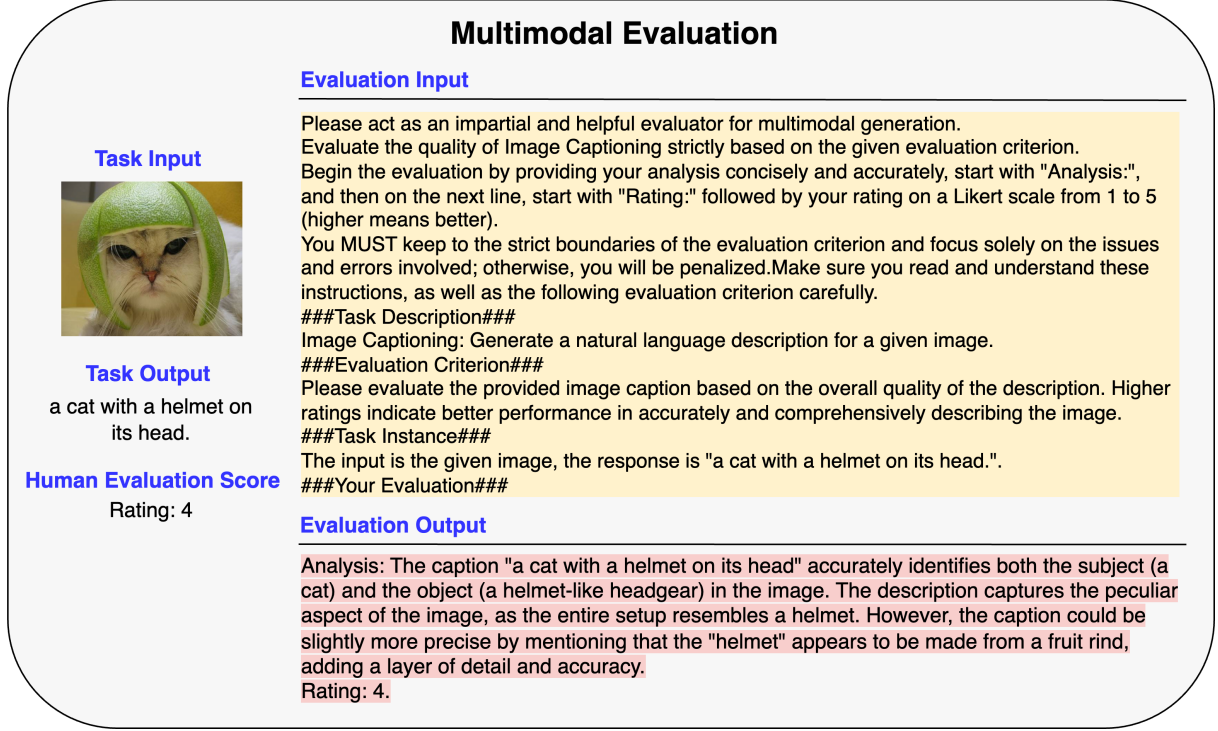 Multimodal Evaluation
Task Input
Task Output
a cat with a helmet on
its head.
Human Evaluation Score
Rating: 4
Evaluation Input
Please act as an impartial and helpful evaluator for multimodal generation.
Evaluate the quality of Image Captioning strictly based on the given evaluation criterion.
Begin the evaluation by providing your analysis concisely and accurately, start with "Analysis:",
and then on the next line, start with "Rating:" followed by your rating on a Likert scale from 1 to 5
(higher means better).
You MUST keep to the strict boundaries of the evaluation criterion and focus solely on the issues
and errors involved; otherwise, you will be penalized.Make sure you read and understand these
instructions, as well as the following evaluation criterion carefully.
###Task Description###
Image Captioning: Generate a natural language description for a given image.
###Evaluation Criterion###
Please evaluate the provided image caption based on the overall quality of the description. Higher
ratings indicate better performance in accurately and comprehensively describing the image.
###Task Instance###
The input is the given image, the response is "a cat with a helmet on its head.".
###Your Evaluation###
Evaluation Output
Analysis: The caption "a cat with a helmet on its head" accurately identifies both the subject (a
cat) and the object (a helmet-like headgear) in the image. The description captures the peculiar
aspect of the image, as the entire setup resembles a helmet. However, the caption could be
slightly more precise by mentioning that the "helmet" appears to be made from a fruit rind,
adding a layer of detail and accuracy.
Rating: 4.